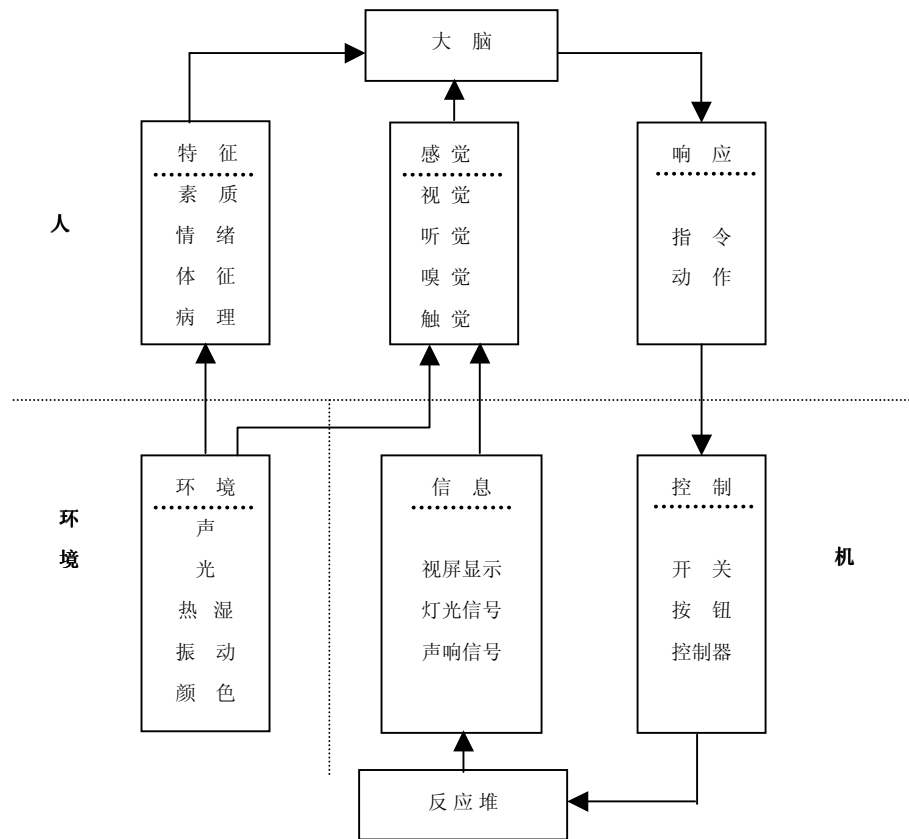 大 脑
特 征
素 质
情 绪
体 征
病 理
感 觉
视 觉
听 觉
嗅 觉
触 觉
响 应
指 令
动 作
人
环 境
声
光
热 湿
振 动
颜 色
信 息
视屏显示
灯光信号
声响信号
控 制
开 关
按 钮
控制器
环
境
机
反 应 堆